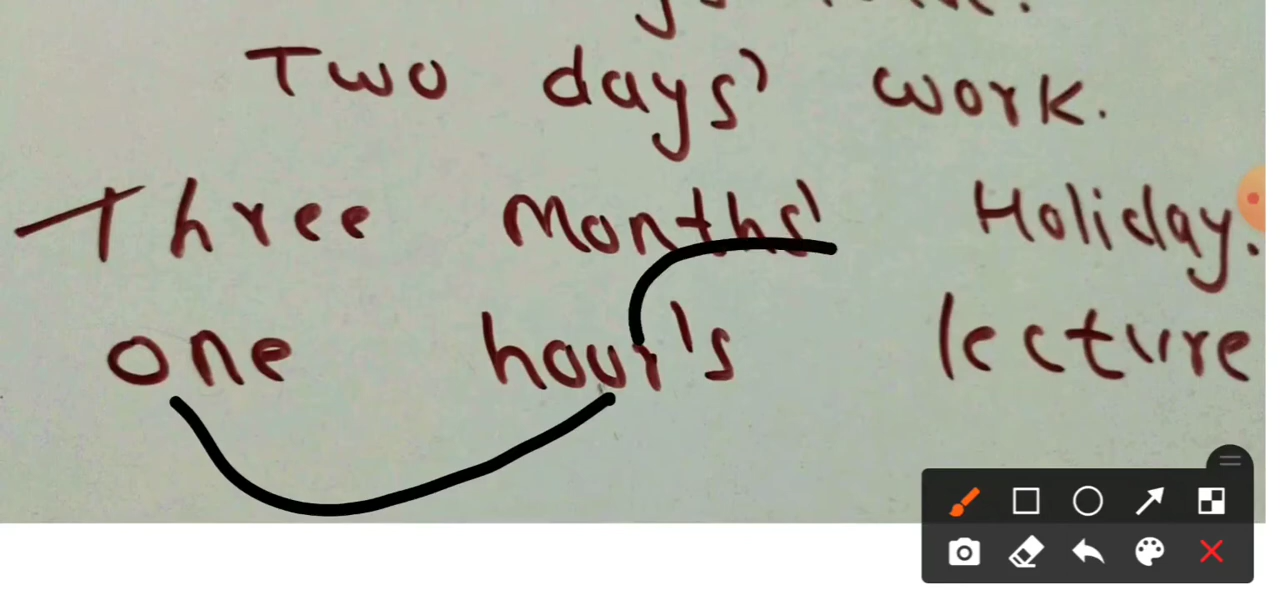 Two days' work.
Three Months' Holiday.
one hour's lecture